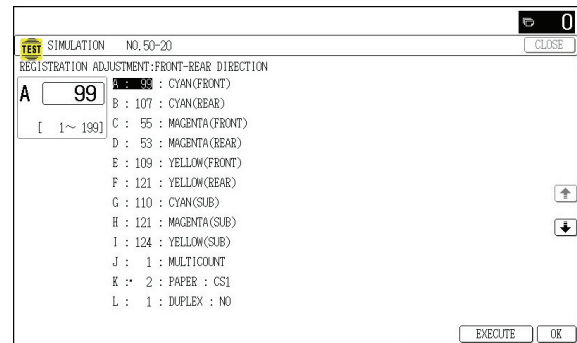 0
TEST SIMULATION NO.50-20 CLOSE
REGISTRATION ADJUSTMENT:FRONT-REAR DIRECTION
A 99
[ 1~ 199]
A : 99 : CYAN(FRONT)
B : 107 : CYAN(REAR)
C : 55 : MAGENTA(FRONT)
D : 53 : MAGENTA(REAR)
E : 109 : YELLOW(FRONT)
F : 121 : YELLOW(REAR)
G : 110 : CYAN(SUB)
H : 121 : MAGENTA(SUB)
I : 124 : YELLOW(SUB)
J : 1 : MULTICOUNT
K : 2 : PAPER : CS1
L : 1 : DUPLEX : NO
EXECUTE OK